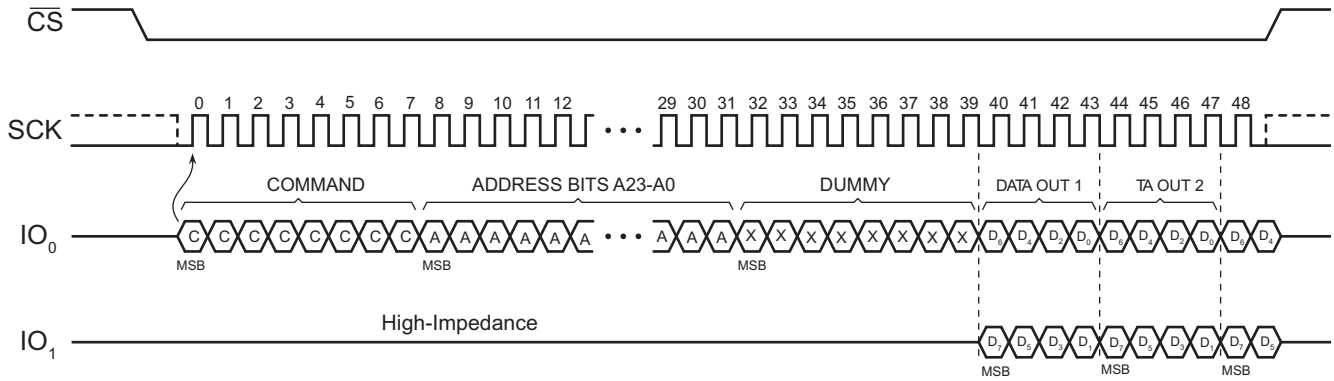 CS
0 1 2 3 4 5 6 7 8 9 10 11 12 29 30 31 32 33 34 35 36 37 38 39 40 41 42 43 44 45 46 47 48
SCK
COMMAND ADDRESS BITS A23-A0 DUMMY DATA OUT 1 TA OUT 2
IO0 C C C C C C C C A A A A A A A A A X X X X X X X X D6 D4 D2 D0 D6 D4 D2 D0 D6 D4
MSB MSB MSB
High-Impedance
IO1 D7 D5 D3 D1 D7 D5 D3 D1 D7 D5
MSB MSB MSB